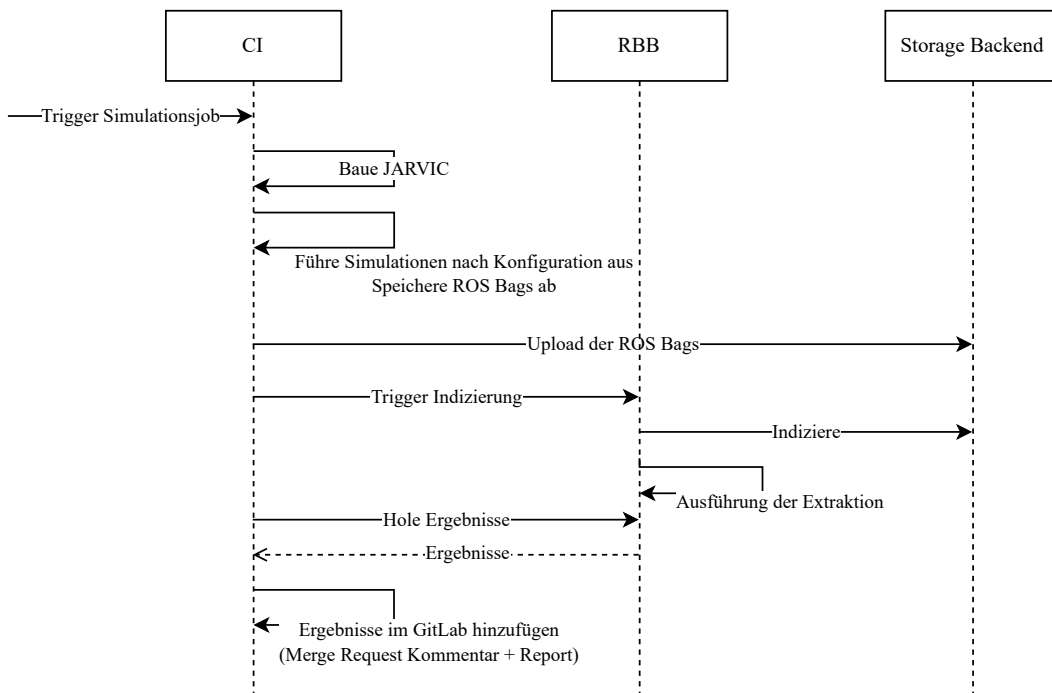 CI
RBB
Storage Backend
Trigger Simulationsjob
Baue JARVIC
Führe Simulationen nach Konfiguration aus
Speichere ROS Bags ab
Upload der ROS Bags
Trigger Indizierung
Indiziere
Ausführung der Extraktion
Hole Ergebnisse
Ergebnisse
Ergebnisse im GitLab hinzufügen
(Merge Request Kommentar + Report)